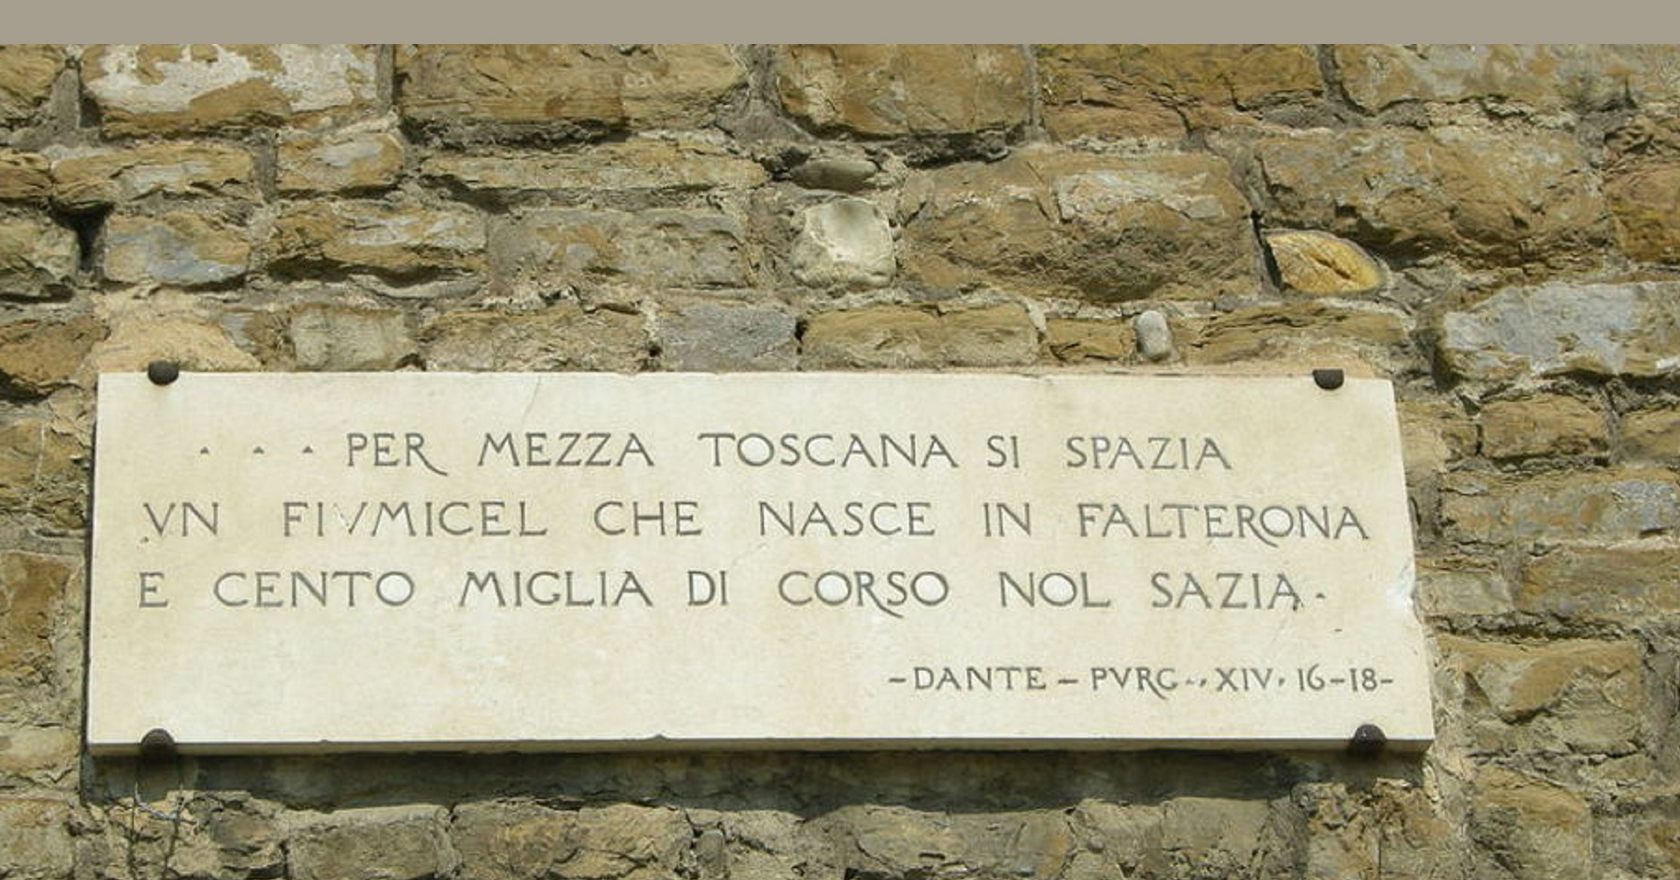 ... PER MEZZA TOSCANA SI SPAZIA
VN FIVMICEL CHE NASCE IN FALTERONA
E CENTO MIGLIA DI CORSO NOL SAZIA.
-DANTE-PVRG..XIV. 16-18-